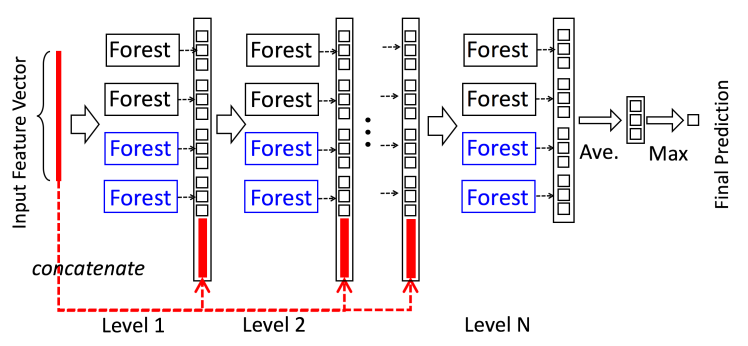 Input Feature Vector
Forest
Forest
Forest
Forest
concatenate
Level 1
Forest
Forest
Forest
Forest
Level 2
Forest
Forest
Forest
Forest
Level N
Ave.
Max
Final Prediction